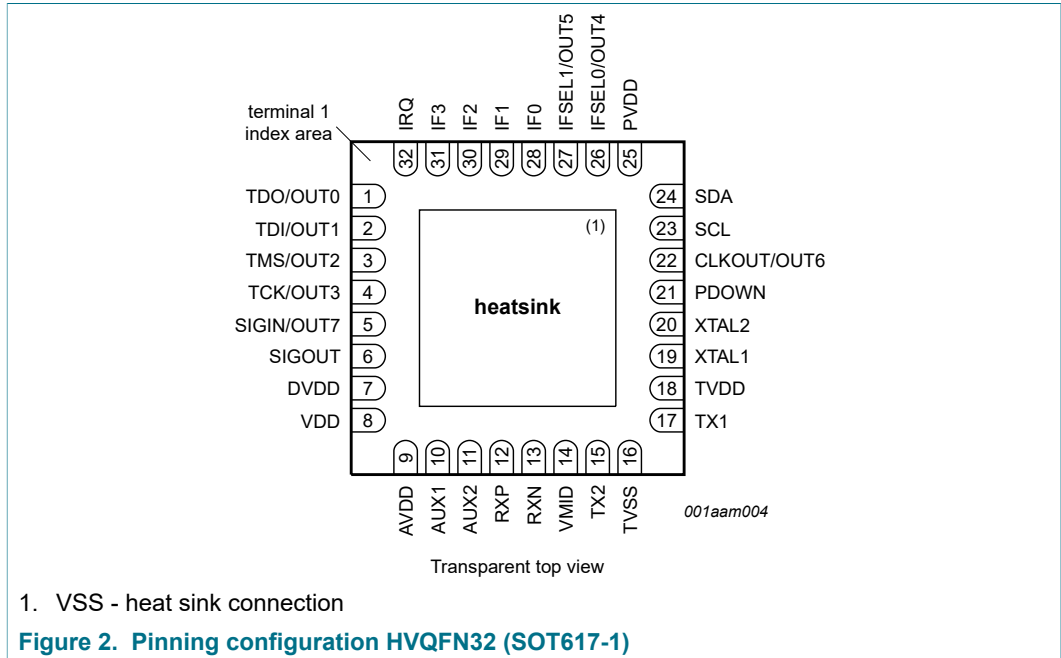 IRQ
IF3
IF2
IF1
IF0
IFSEL1/OUT5
IFSEL0/OUT4
PVDD
terminal 1
index area
32
31
30
29
28
27
26
25
TDO/OUT0 1
TDI/OUT1 2
TMS/OUT2 3
TCK/OUT3 4
SIGIN/OUT7 5
SIGOUT 6
DVDD 7
VDD 8
(1)
heatsink
24 SDA
23 SCL
22 CLKOUT/OUT6
21 PDOWN
20 XTAL2
19 XTAL1
18 TVDD
17 TX1
9
10
11
12
13
14
15
16
AVDD
AUX1
AUX2
RXP
RXN
VMID
TX2
TVSS
001aam004
Transparent top view
1. VSS - heat sink connection
Figure 2. Pinning configuration HVQFN32 (SOT617-1)